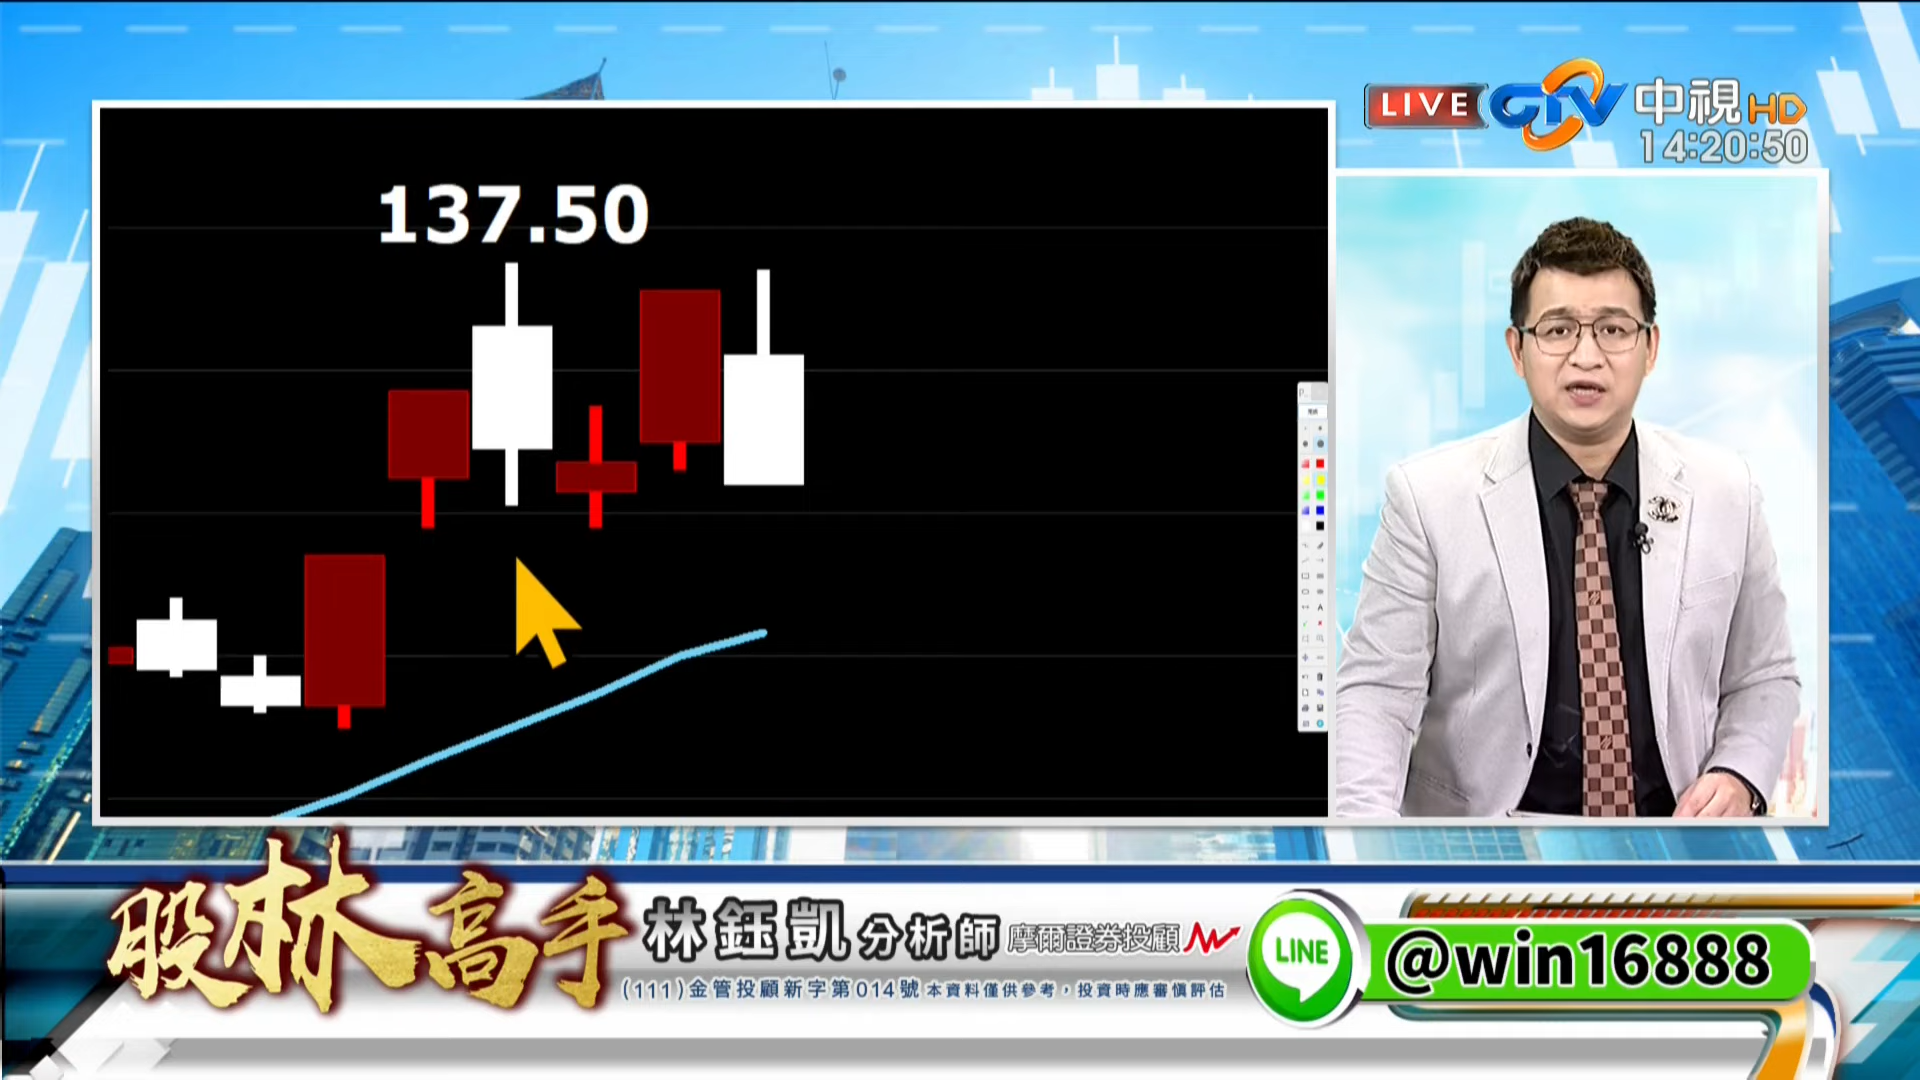 LIVE CTV 中視 HD
14:20:50
137.50
股林高手
林鈺凱 分析師 摩爾證券投顧
(111)金管投顧新字第014號 本資料僅供參考，投資時應審慎評估
LINE
@win16888